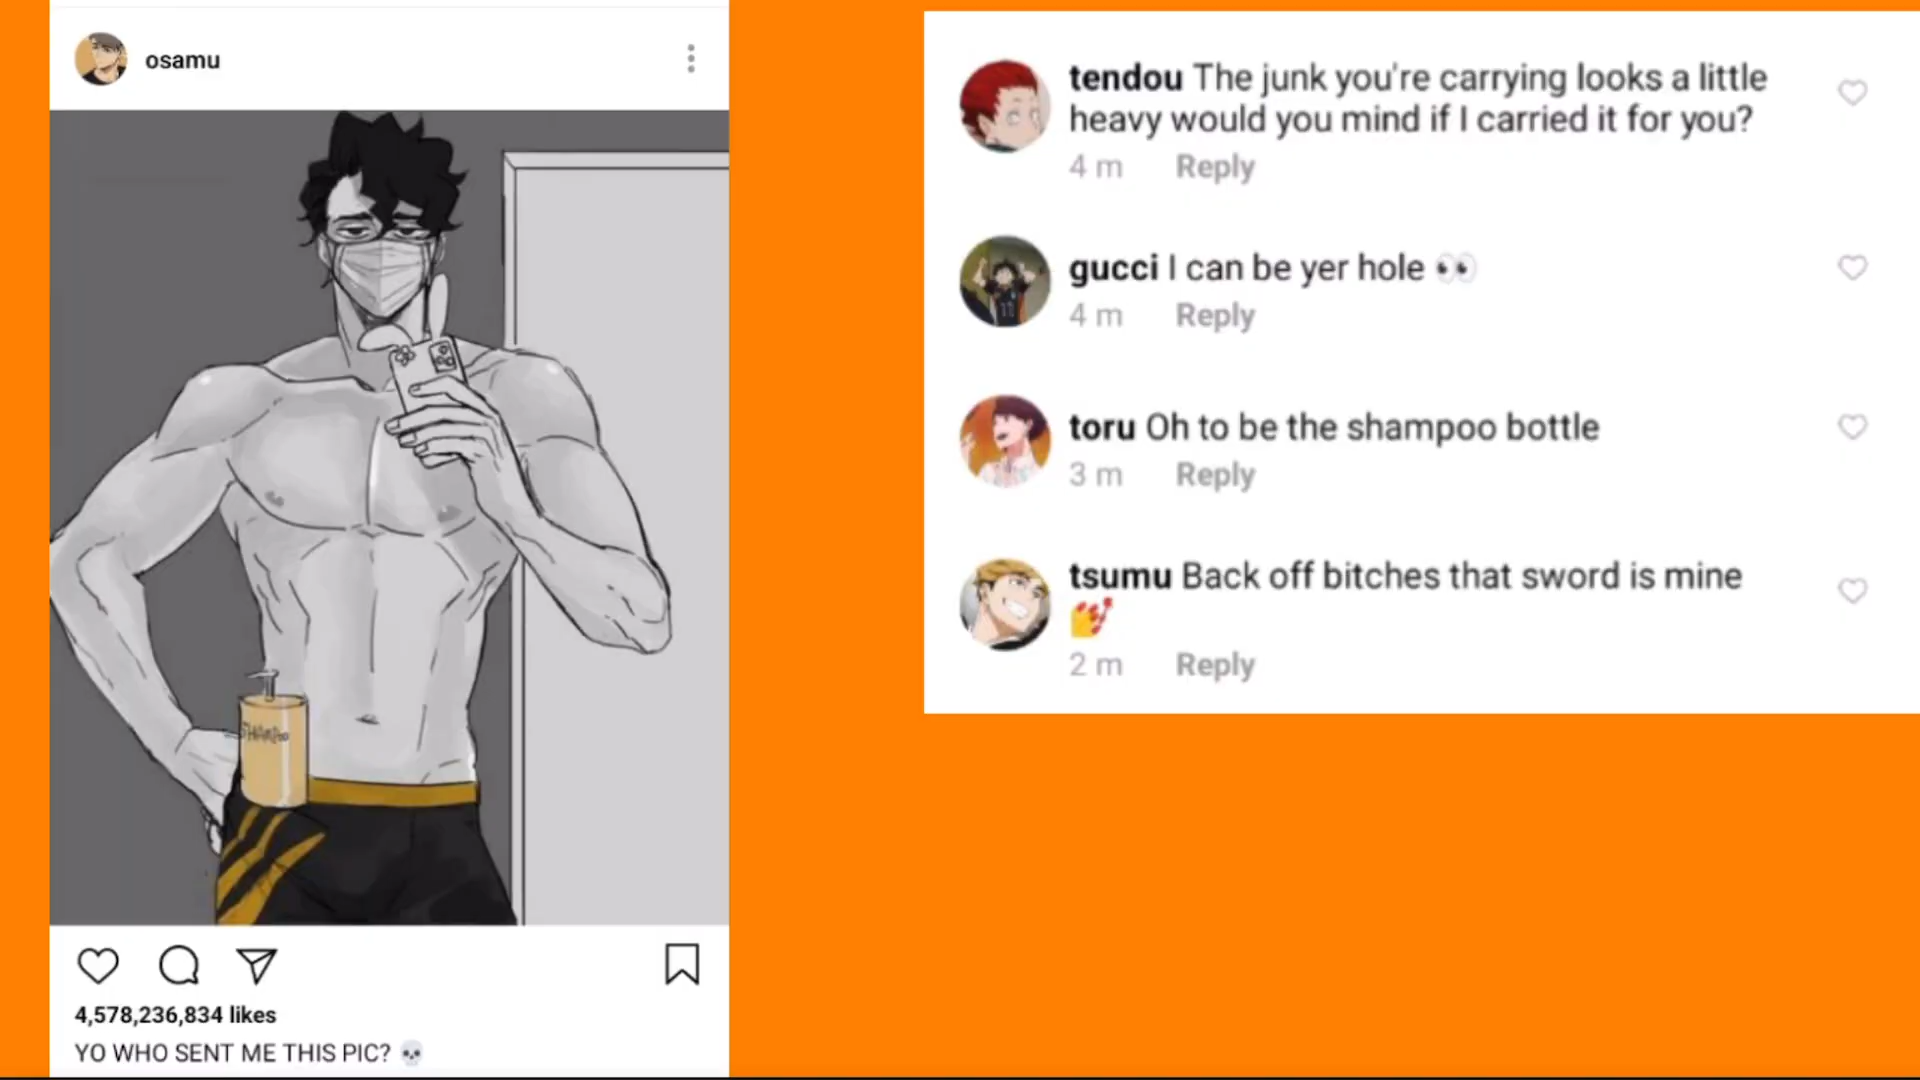 osamu
SHAMPOO
4,578,236,834 likes
YO WHO SENT ME THIS PIC? 💀
tendou The junk you're carrying looks a little
heavy would you mind if I carried it for you?
4 m Reply
gucci I can be yer hole 👀
4 m Reply
toru Oh to be the shampoo bottle
3 m Reply
tsumu Back off bitches that sword is mine
💅
2 m Reply